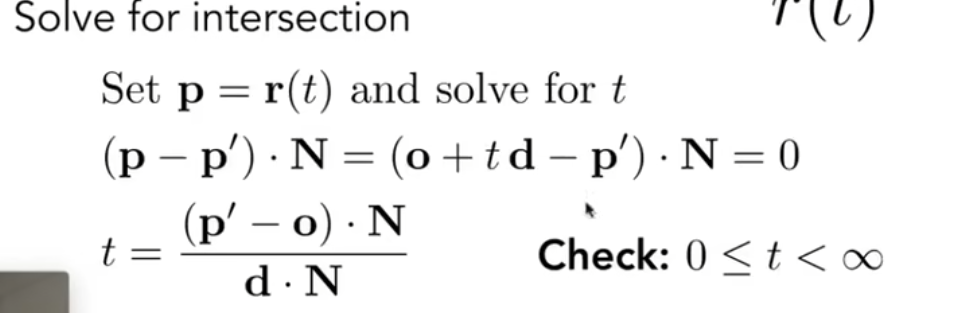 Solve for intersection
r(t)
Set p = r(t) and solve for t
(p − p′) · N = (o + t d − p′) · N = 0
t = (p′ − o) · N / d · N
Check: 0 ≤ t < ∞